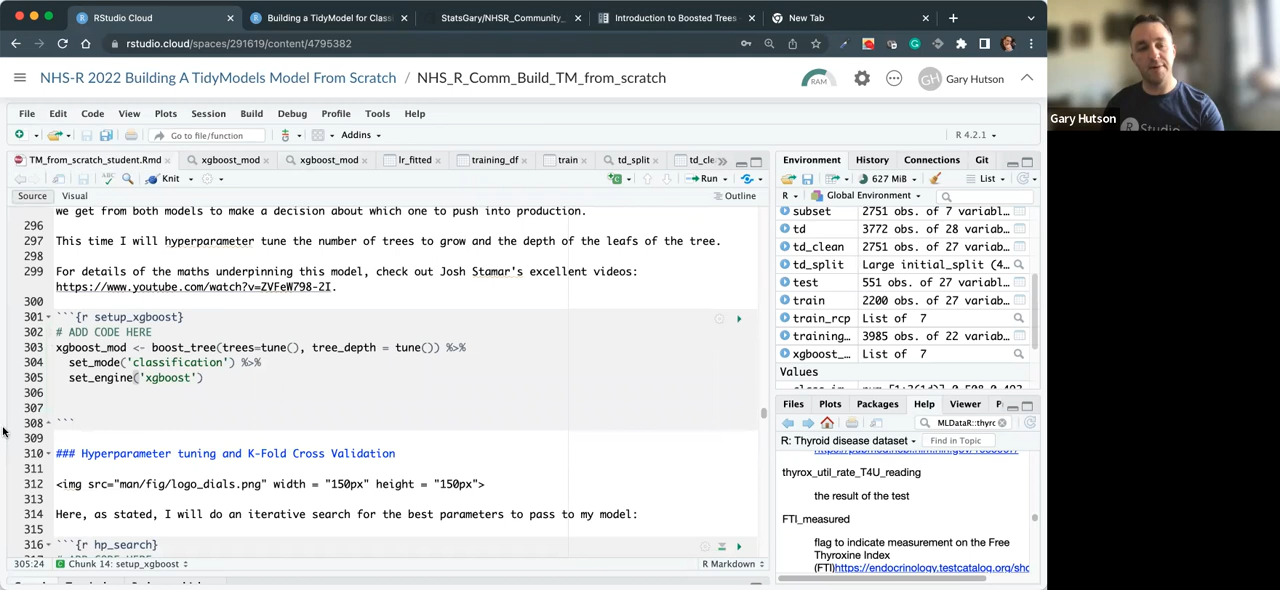 RStudio Cloud
Building a TidyModel for Classi
StatsGary/NHSR_Community_
Introduction to Boosted Trees -
New Tab
rstudio.cloud/spaces/291619/content/4795382
NHS-R 2022 Building A TidyModels Model From Scratch / NHS_R_Comm_Build_TM_from_scratch
RAM
GH Gary Hutson
File Edit Code View Plots Session Build Debug Profile Tools Help
Go to file/function
Addins
R 4.2.1
TM_from_scratch_student.Rmd
xgboost_mod
xgboost_mod
lr_fitted
training_df
train
td_split
td_cle
Knit
Run
Source Visual
Outline
we get from both models to make a decision about which one to push into production.
296
297 This time I will hyperparameter tune the number of trees to grow and the depth of the leafs of the tree.
298
299 For details of the maths underpinning this model, check out Josh Stamar's excellent videos:
https://www.youtube.com/watch?v=ZVFeW798-2I.
300
301 ```{r setup_xgboost}
302 # ADD CODE HERE
303 xgboost_mod <- boost_tree(trees=tune(), tree_depth = tune()) %>%
304 set_mode('classification') %>%
305 set_engine('xgboost')
306
307
308 ```
309
310 ### Hyperparameter tuning and K-Fold Cross Validation
311
312 <img src="man/fig/logo_dials.png" width = "150px" height = "150px">
313
314 Here, as stated, I will do an iterative search for the best parameters to pass to my model:
315
316 ```{r hp_search}
305:24 Chunk 14: setup_xgboost R Markdown
Environment History Connections Git
627 MiB List
R Global Environment
subset 2751 obs. of 7 variabl…
td 3772 obs. of 28 variab…
td_clean 2751 obs. of 27 variab…
td_split Large initial_split (4…
test 551 obs. of 27 variabl…
train 2200 obs. of 27 variab…
train_rcp List of 7
training… 3985 obs. of 22 variab…
xgboost_… List of 7
Values
Files Plots Packages Help Viewer P
MLDataR::thyrc
R: Thyroid disease dataset Find in Topic
thyrox_util_rate_T4U_reading
the result of the test
FTI_measured
flag to indicate measurement on the Free
Thyroxine Index
(FTI)https://endocrinology.testcatalog.org/sho
Gary Hutson
R Studio